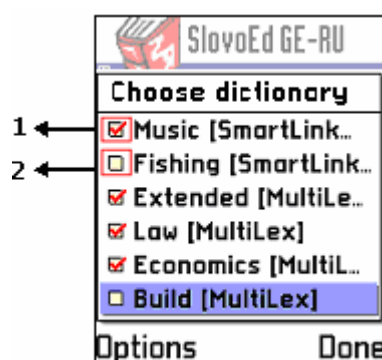 SlovoEd GE-RU
Choose dictionary
1 Music [SmartLink...
2 Fishing [SmartLink...
Extended [MultiLe...
Law [MultiLex]
Economics [MultiL...
Build [MultiLex]
Options Done